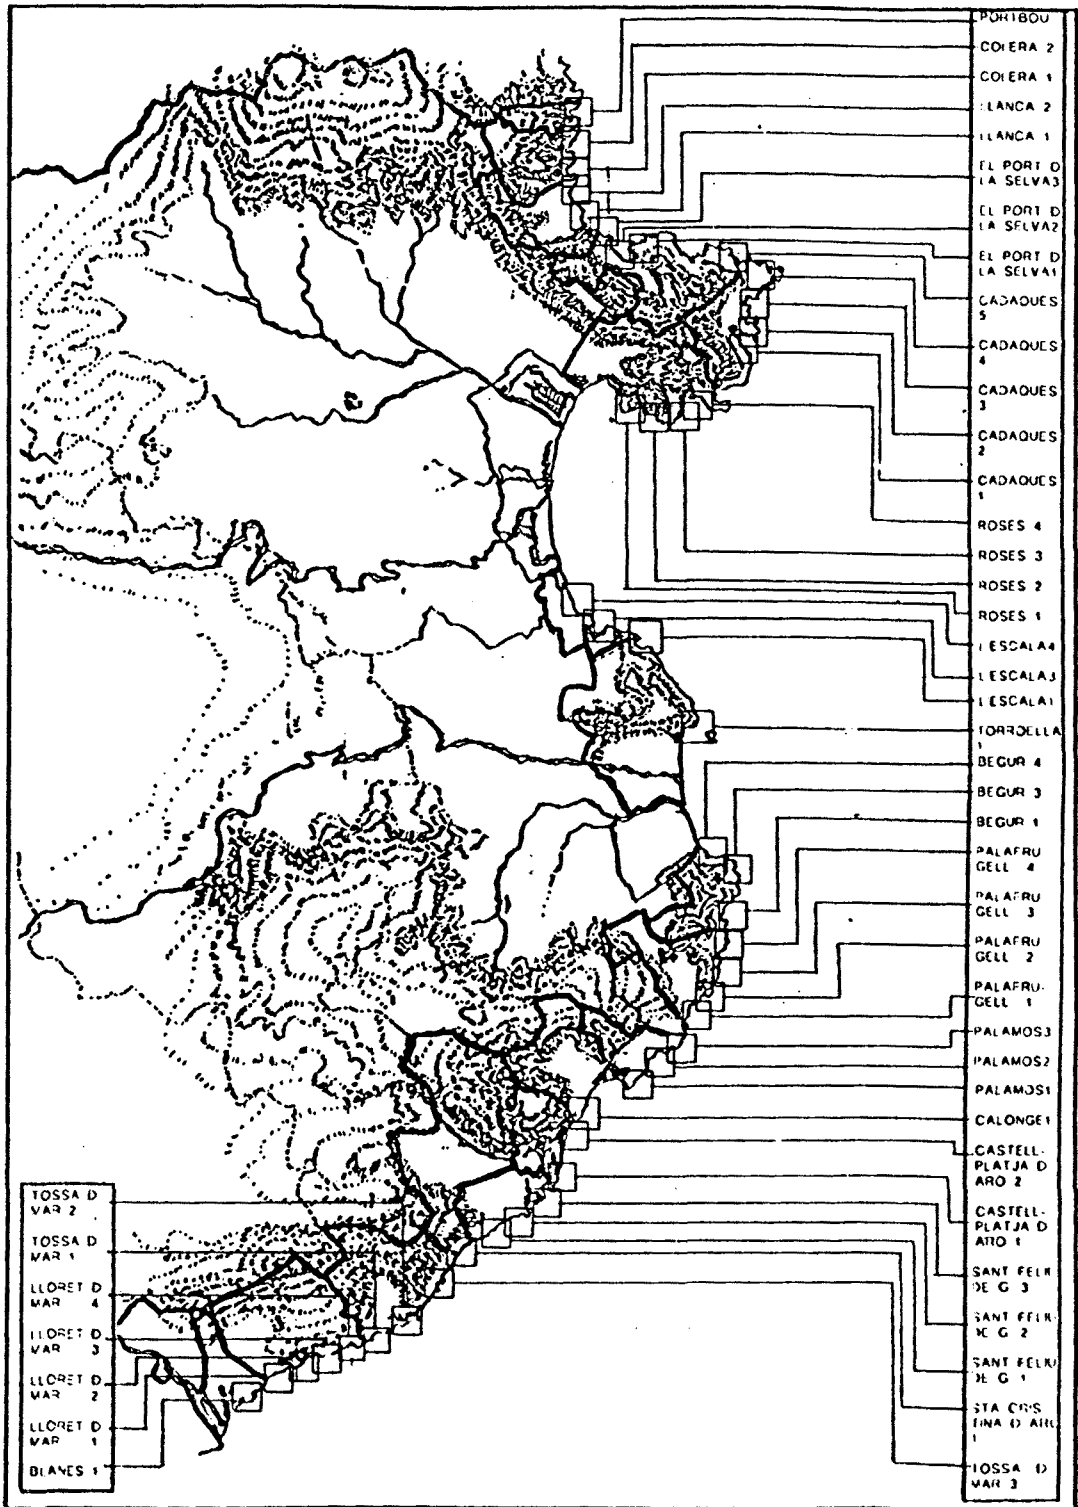 PORTBOU
COLERA 2
COLERA 1
LLANCA 2
LLANCA 1
EL PORT D
LA SELVA3
EL PORT D
LA SELVA2
EL PORT D
LA SELVA1
CADAQUES
5
CADAQUES
4
CADAQUES
3
CADAQUES
2
CADAQUES
1
ROSES 4
ROSES 3
ROSES 2
ROSES 1
L'ESCALA4
L'ESCALA3
L'ESCALA1
TORROELLA
1
BEGUR 4
BEGUR 3
BEGUR 1
PALAFRU
GELL 4
PALAFRU
GELL 3
PALAFRU
GELL 2
PALAFRU-
GELL 1
PALAMOS3
PALAMOS2
PALAMOS1
CALONGE1
CASTELL-
PLATJA D
ARO 2
CASTELL-
PLATJA D
ARO 1
SANT FELIU
DE G 3
SANT FELIU
DE G 2
SANT FELIU
DE G 1
STA CRIS
TINA D ARO
1
TOSSA D
MAR 3
TOSSA D
MAR 2
TOSSA D
MAR 1
LLORET D
MAR 4
LLORET D
MAR 3
LLORET D
MAR 2
LLORET D
MAR 1
BLANES 1